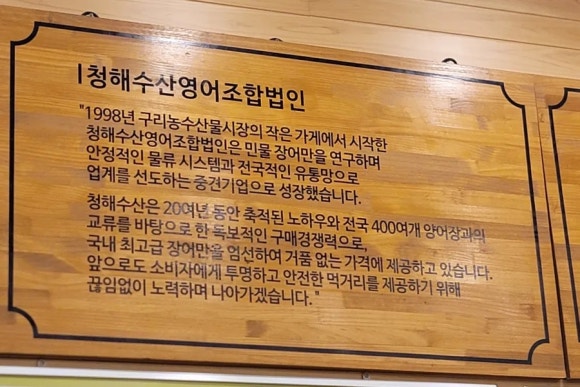 | 청해수산영어조합법인
"1998년 구리농수산물시장의 작은 가게에서 시작한
청해수산영어조합법인은 민물 장어만을 연구하며
안정적인 물류 시스템과 전국적인 유통망으로
업계를 선도하는 중견기업으로 성장했습니다.
청해수산은 20여년 동안 축적된 노하우와 전국 400여개 양어장과의
교류를 바탕으로 한 독보적인 구매경쟁력으로,
국내 최고급 장어만을 엄선하여 거품 없는 가격에 제공하고 있습니다.
앞으로도 소비자에게 투명하고 안전한 먹거리를 제공하기 위해
끊임없이 노력하며 나아가겠습니다."